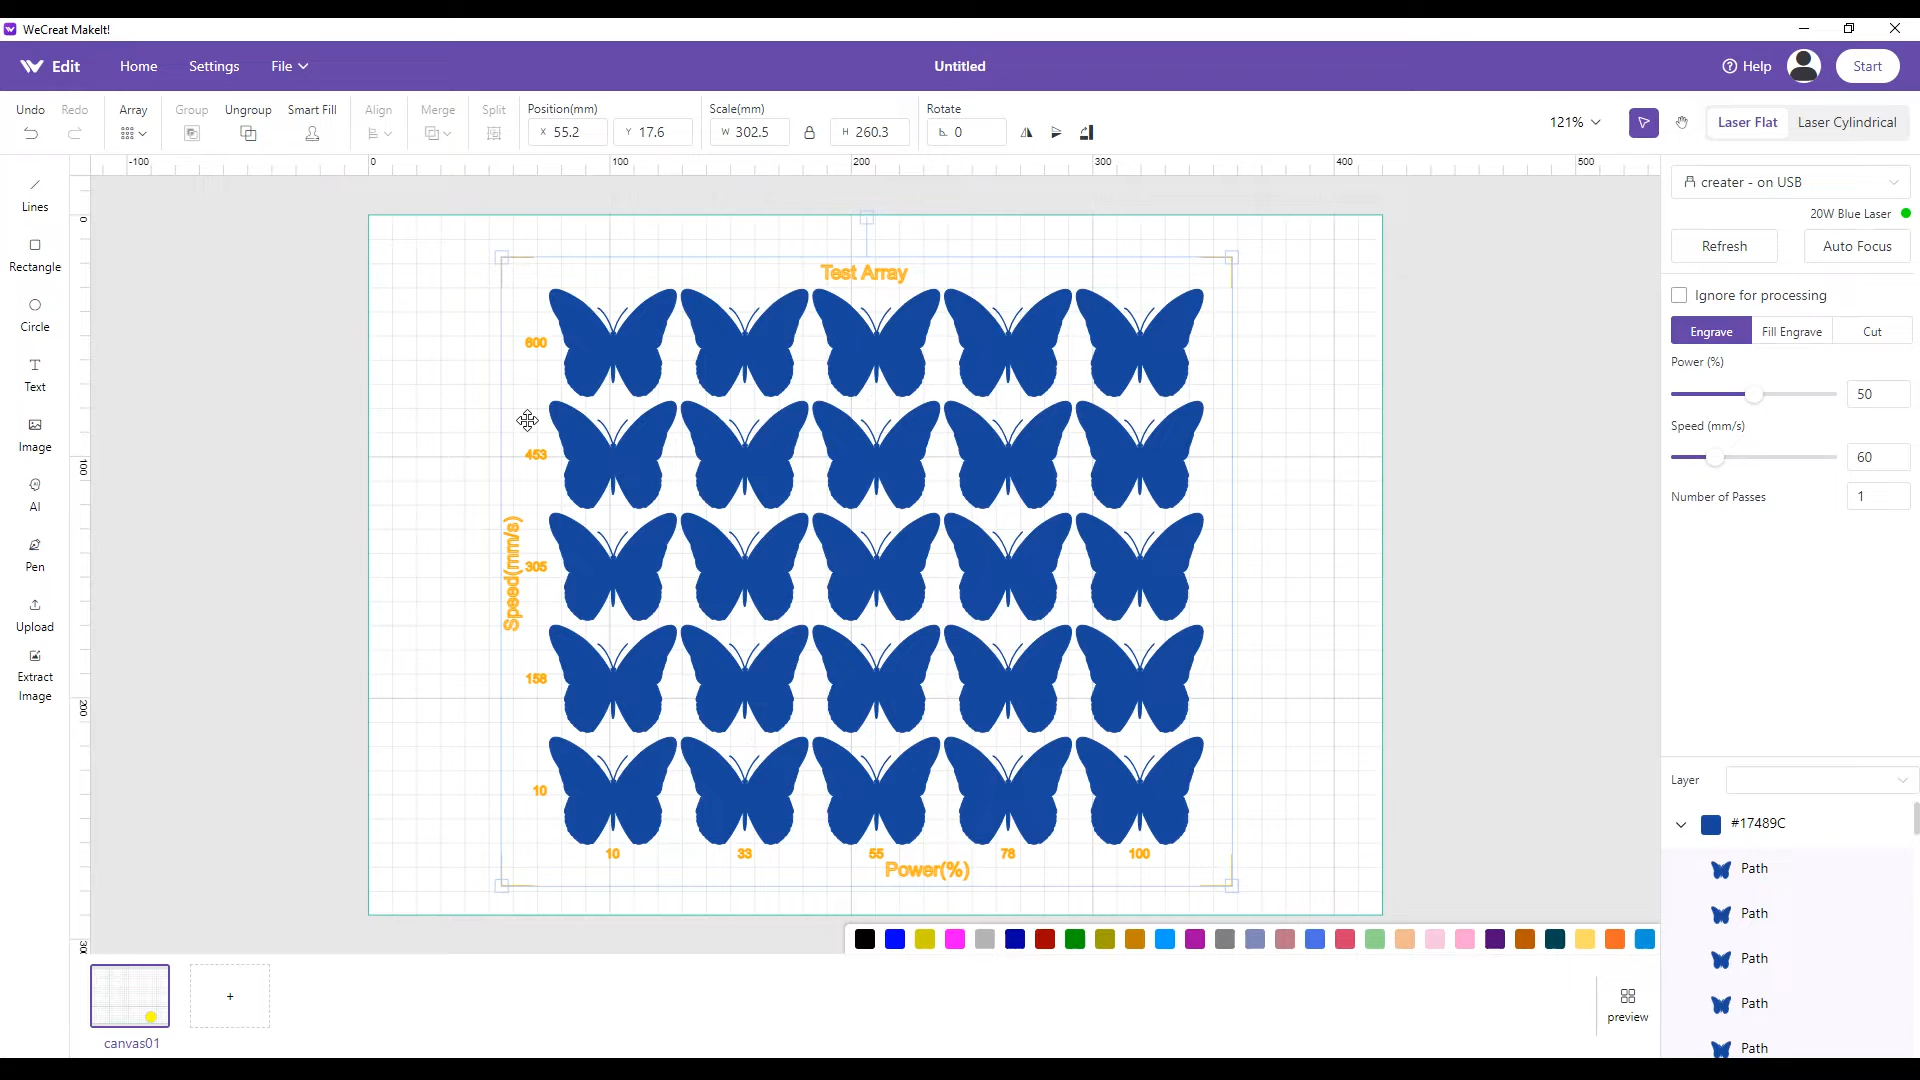 WeCreat MakeIt!
Edit Home Settings File Untitled Help Start
Undo Redo Array Group Ungroup Smart Fill Align Merge Split Position(mm) Scale(mm) Rotate
X 55.2 Y 17.6 W 302.5 H 260.3 0 121% Laser Flat Laser Cylindrical
-100 0 100 200 300 400 500
Lines
Rectangle
Circle
Text
Image
AI
Pen
Upload
Extract
Image
0
100
200
30
Test Array
600
453
305
158
10
Speed(mm/s)
10 33 55 78 100
Power(%)
creater - on USB
20W Blue Laser
Refresh Auto Focus
Ignore for processing
Engrave Fill Engrave Cut
Power (%)
50
Speed (mm/s)
60
Number of Passes 1
Layer
#17489C
Path
Path
Path
Path
Path
+
canvas01
preview